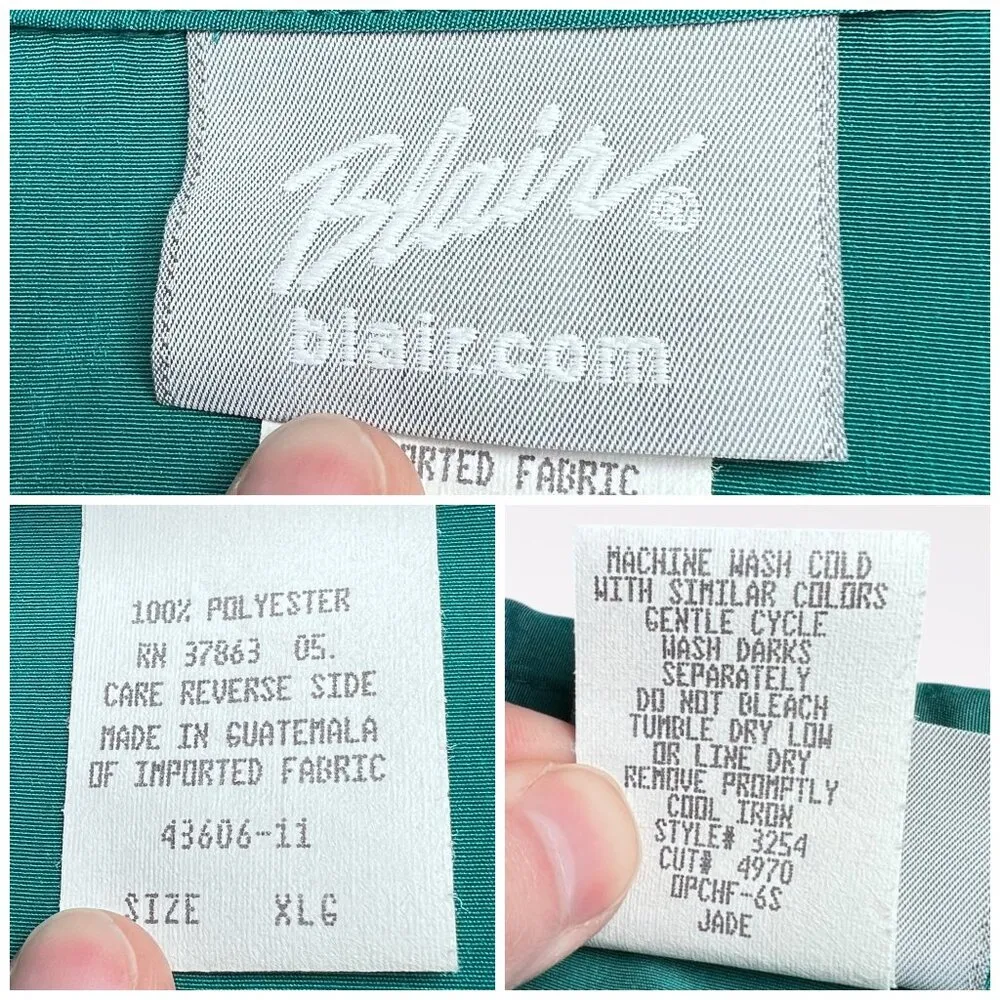 Blair®
blair.com
RTED FABRIC
100% POLYESTER
RN 37863 05.
CARE REVERSE SIDE
MADE IN GUATEMALA
OF IMPORTED FABRIC
43606-11
SIZE XLG
MACHINE WASH COLD
WITH SIMILAR COLORS
GENTLE CYCLE
WASH DARKS
SEPARATELY
DO NOT BLEACH
TUMBLE DRY LOW
OR LINE DRY
REMOVE PROMPTLY
COOL IRON
STYLE# 3254
CUT# 4970
OPCHF-6S
JADE